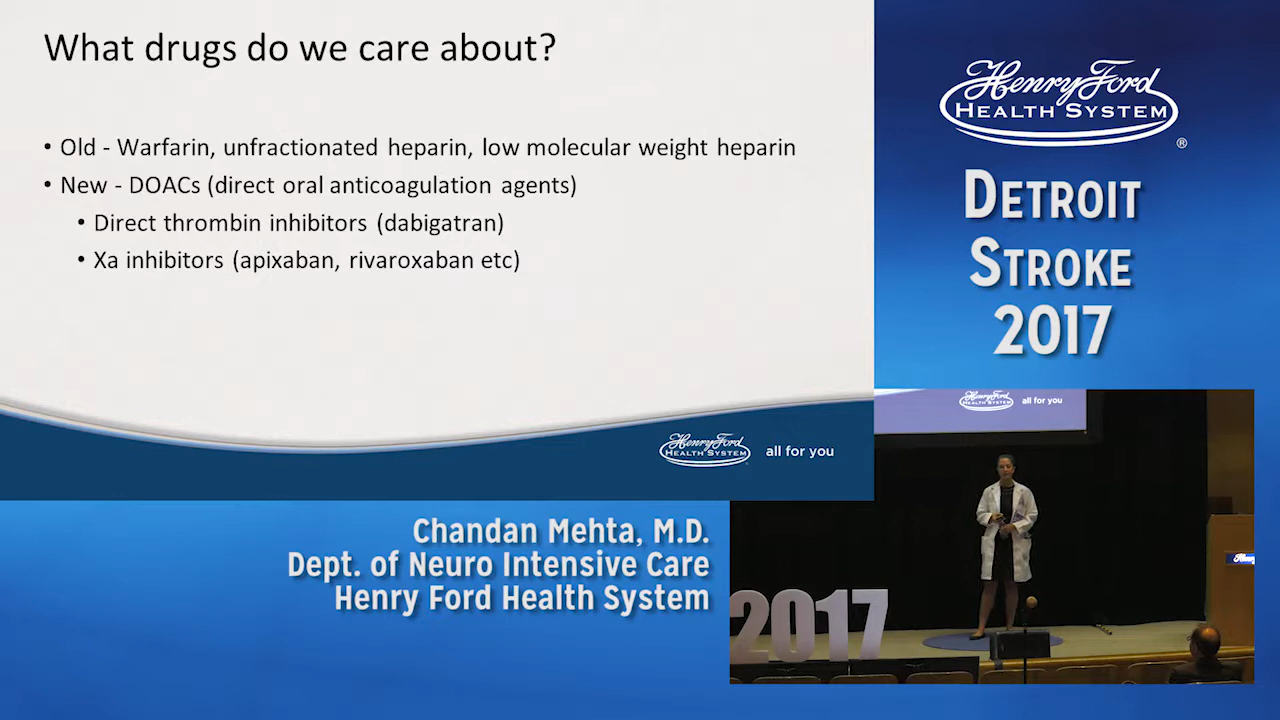 What drugs do we care about?
• Old - Warfarin, unfractionated heparin, low molecular weight heparin
• New - DOACs (direct oral anticoagulation agents)
• Direct thrombin inhibitors (dabigatran)
• Xa inhibitors (apixaban, rivaroxaban etc)
Henry Ford
HEALTH SYSTEM
all for you
Henry Ford
HEALTH SYSTEM
®
DETROIT
STROKE
2017
Chandan Mehta, M.D.
Dept. of Neuro Intensive Care
Henry Ford Health System
Henry Ford
HEALTH SYSTEM
all for you
2017